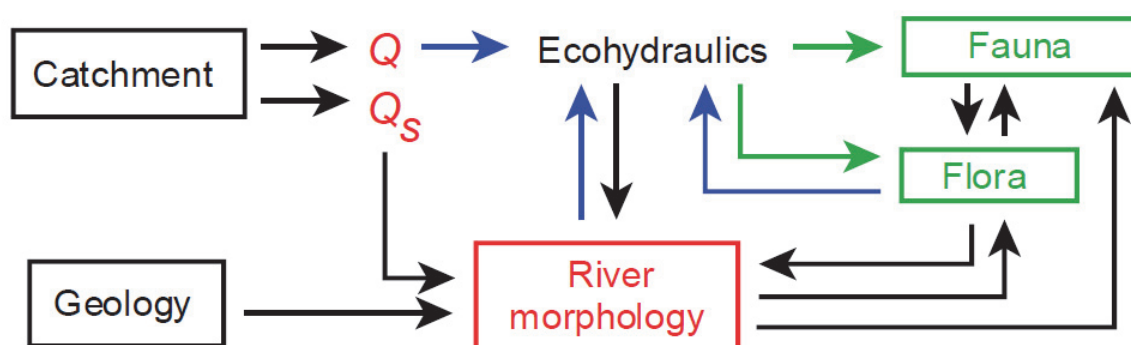 Catchment
Q
Ecohydraulics
Fauna
Qs
Flora
Geology
River
morphology